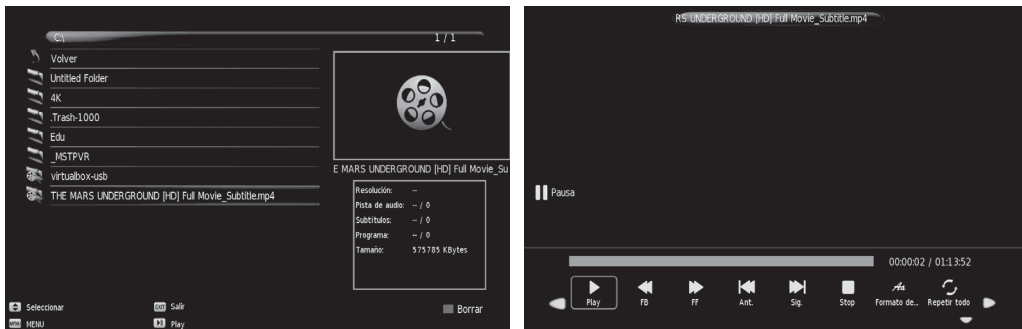 C:\ 1 / 1
Volver
Untitled Folder
4K
.Trash-1000
Edu
_MSTPVR
virtualbox-usb
THE MARS UNDERGROUND [HD] Full Movie_Subtitle.mp4
E MARS UNDERGROUND [HD] Full Movie_Su
Resolución: --
Pista de audio: -- / 0
Subtítulos: -- / 0
Programa: -- / 0
Tamaño: 575785 KBytes
Seleccionar EXIT Salir Borrar
MENU MENU Play
RS UNDERGROUND [HD] Full Movie_Subtitle.mp4
Pausa
00:00:02 / 01:13:52
Play FB FF Ant. Sig. Stop Aa Formato de... Repetir todo